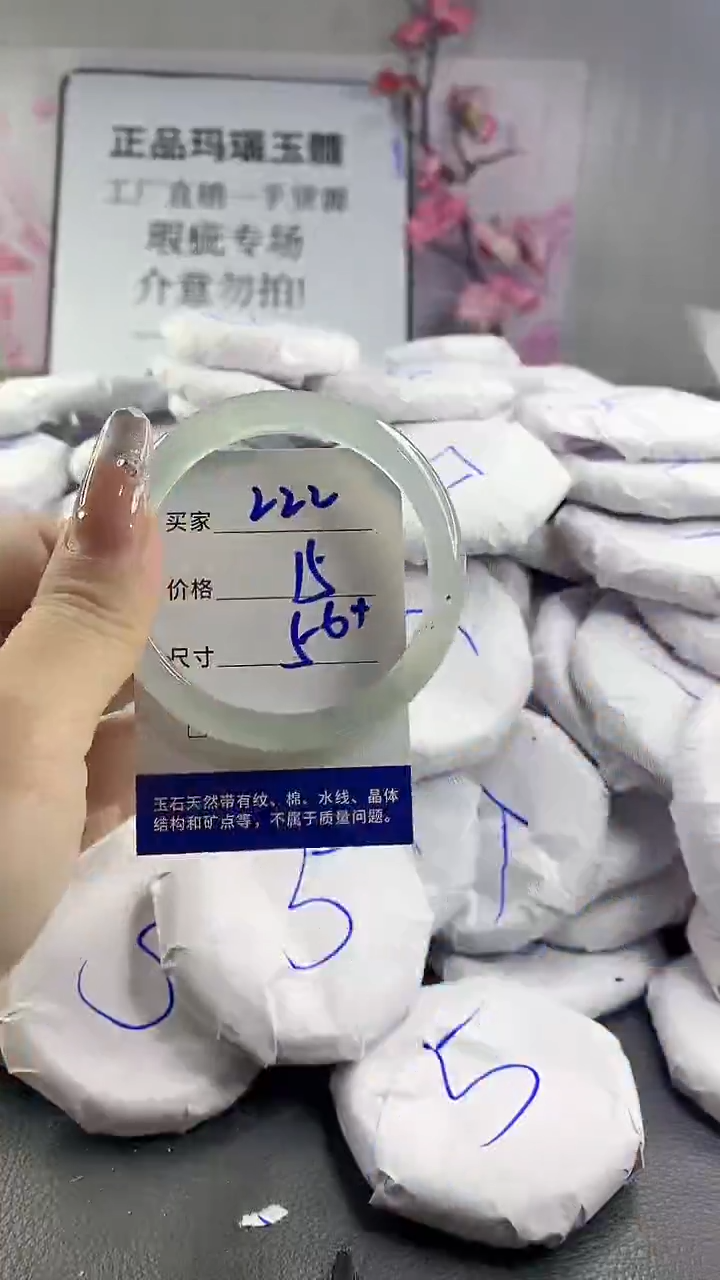 正品玛瑙玉髓
工厂直销一手货源
瑕疵专场
介意勿拍!
买家 222
价格 15
尺寸 56+
玉石天然带有纹、棉、水线、晶体
结构和矿点等，不属于质量问题。
5
5